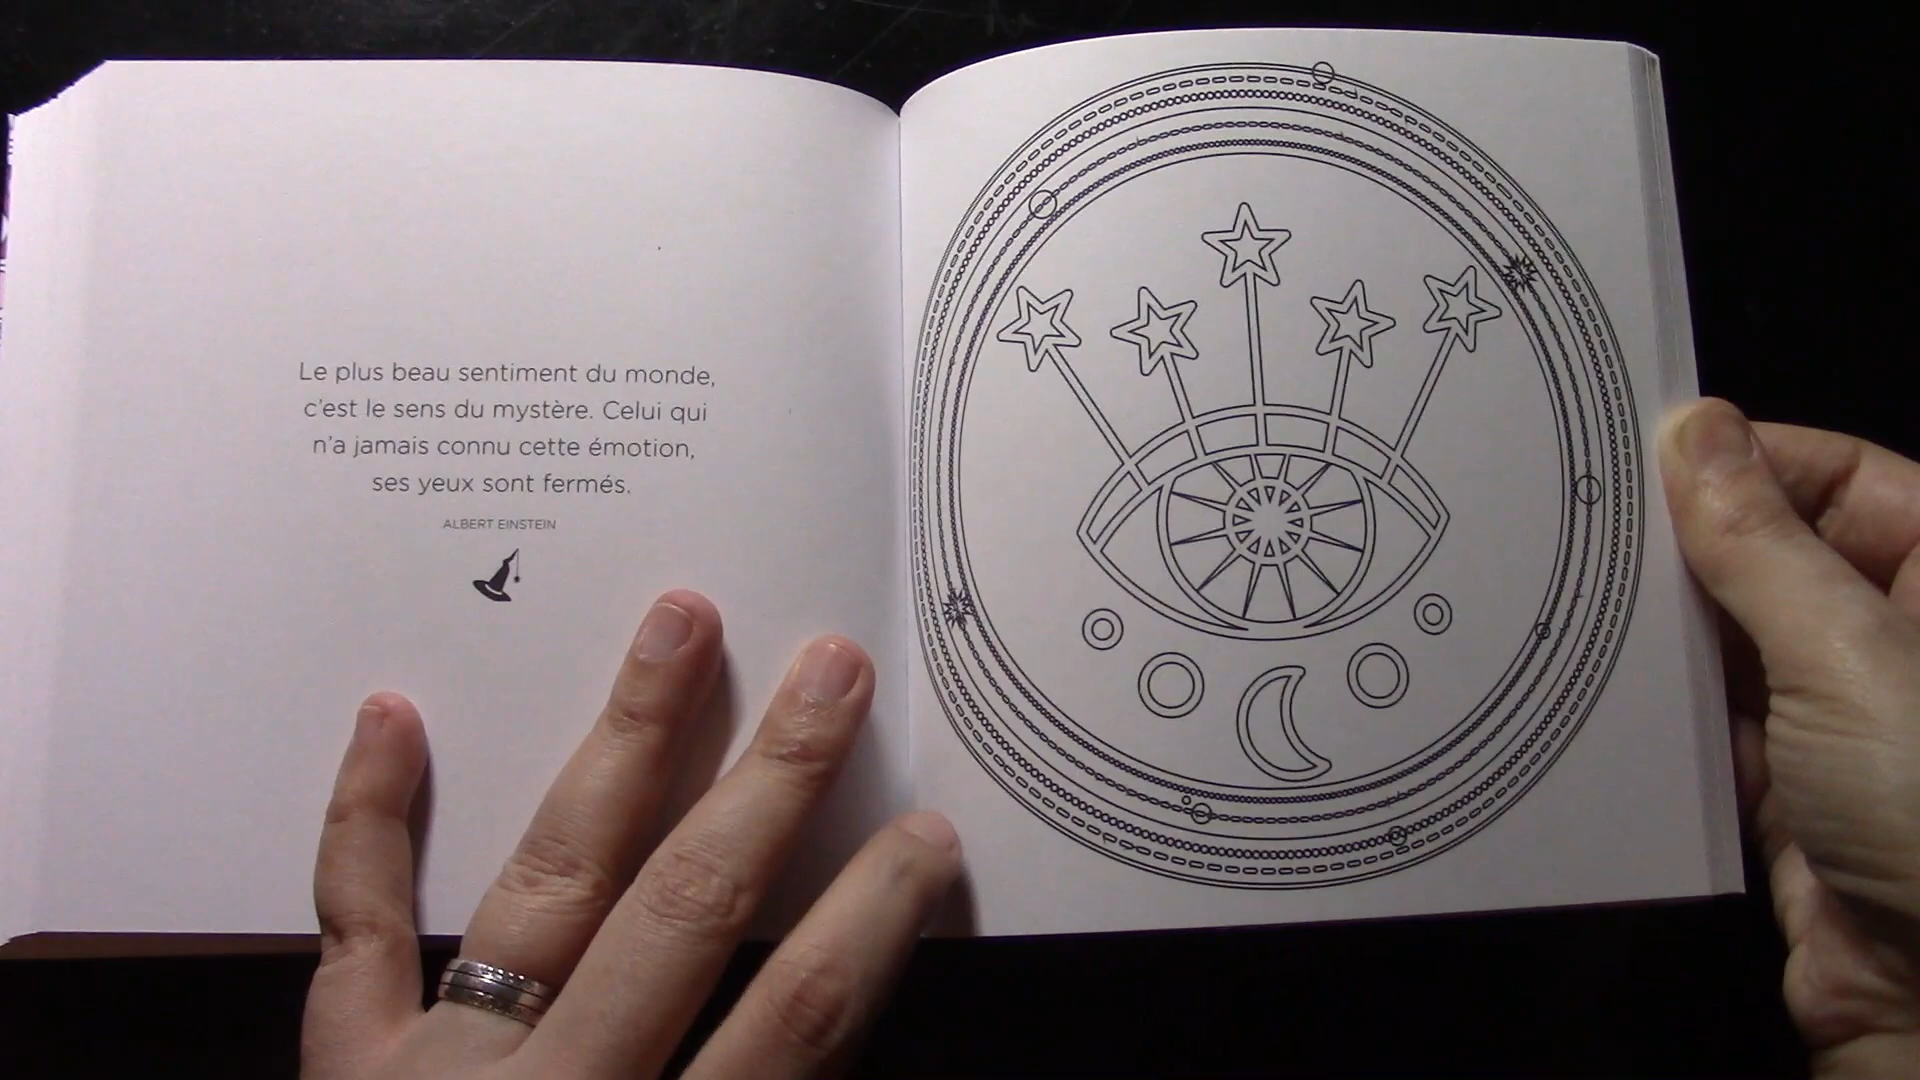 Le plus beau sentiment du monde,
c'est le sens du mystère. Celui qui
n'a jamais connu cette émotion,
ses yeux sont fermés.
ALBERT EINSTEIN